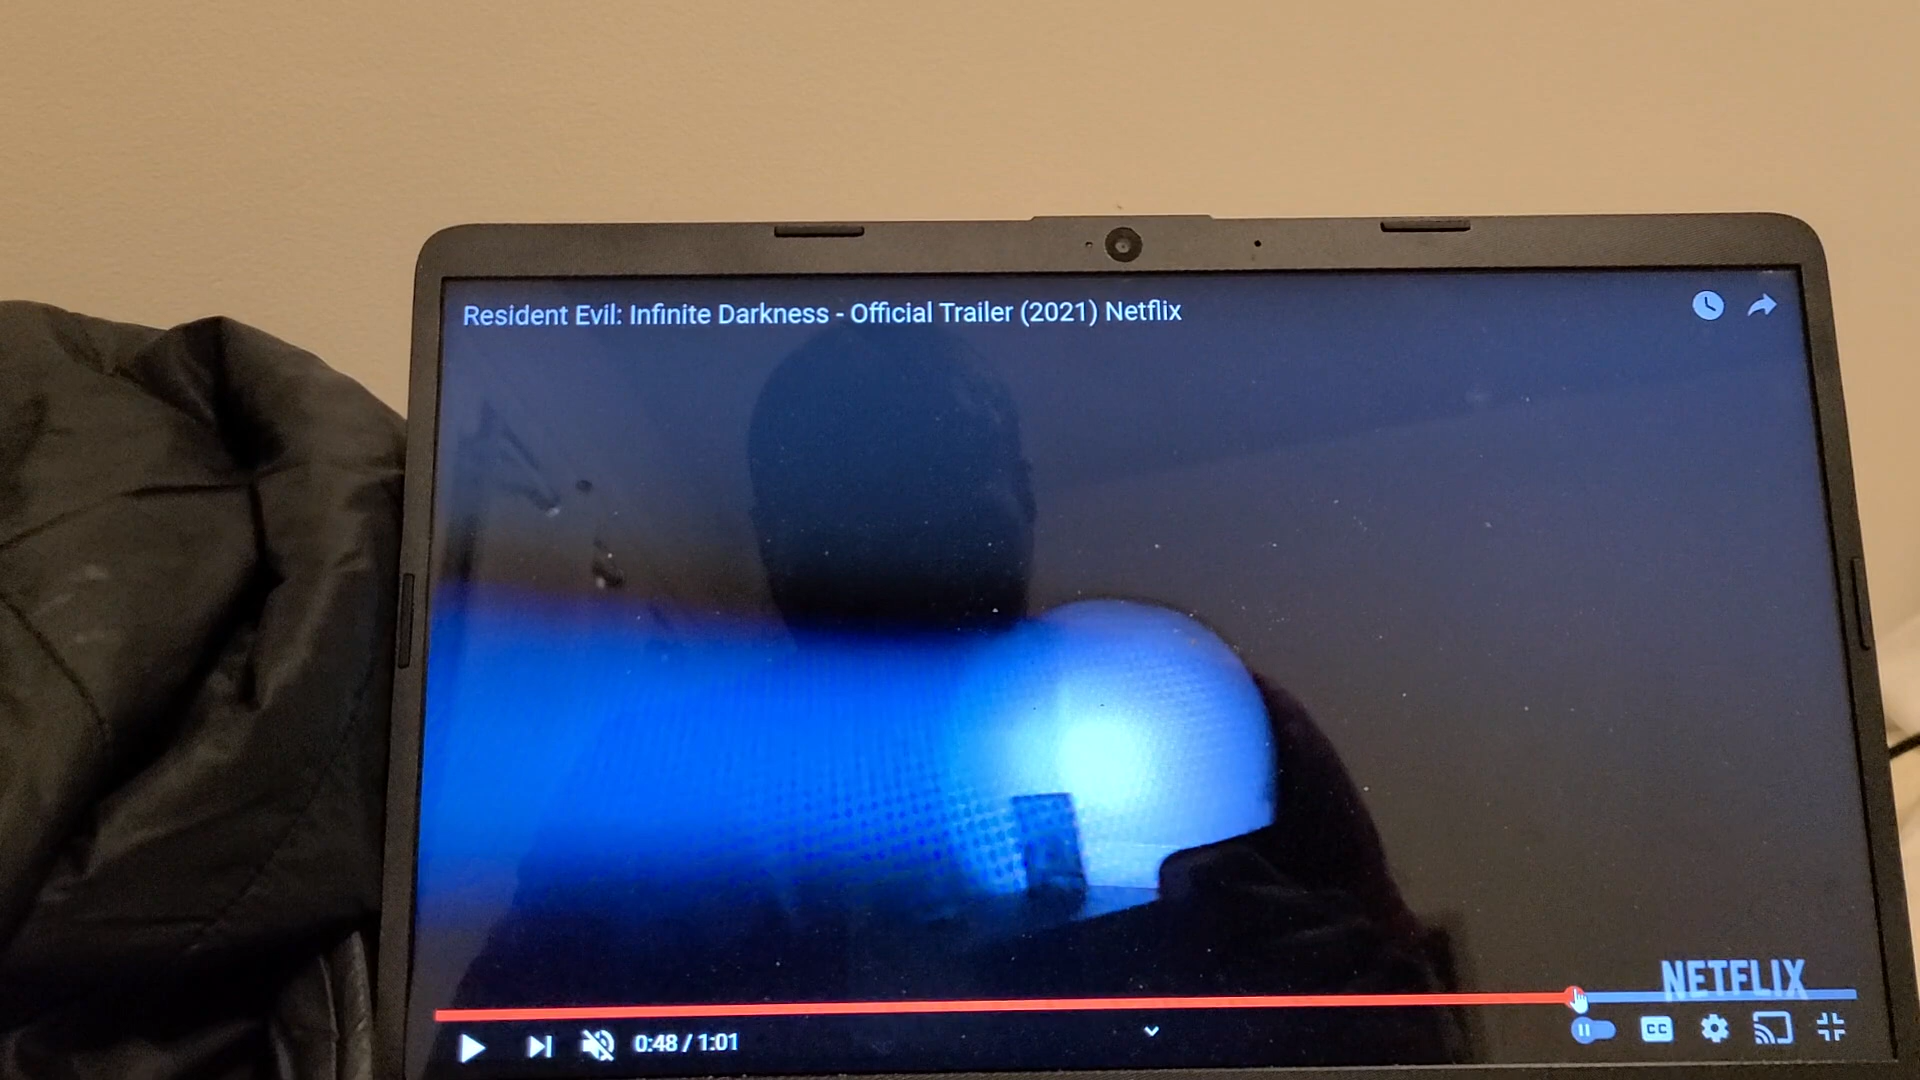 Resident Evil: Infinite Darkness - Official Trailer (2021) Netflix
NETFLIX
0:48 / 1:01
CC